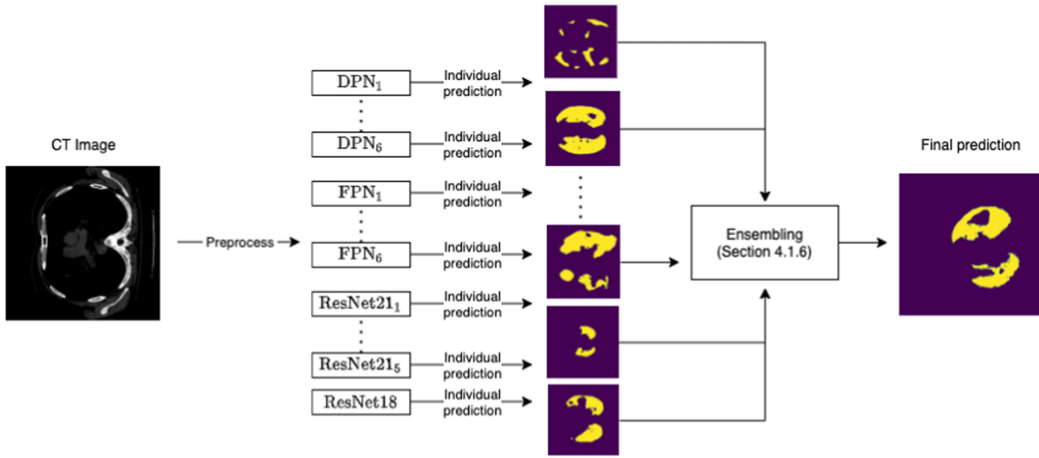 CT Image
Preprocess
DPN₁
Individual
prediction
DPN₆
Individual
prediction
FPN₁
Individual
prediction
FPN₆
Individual
prediction
ResNet21₁
Individual
prediction
ResNet21₅
Individual
prediction
ResNet18
Individual
prediction
Ensembling
(Section 4.1.6)
Final prediction